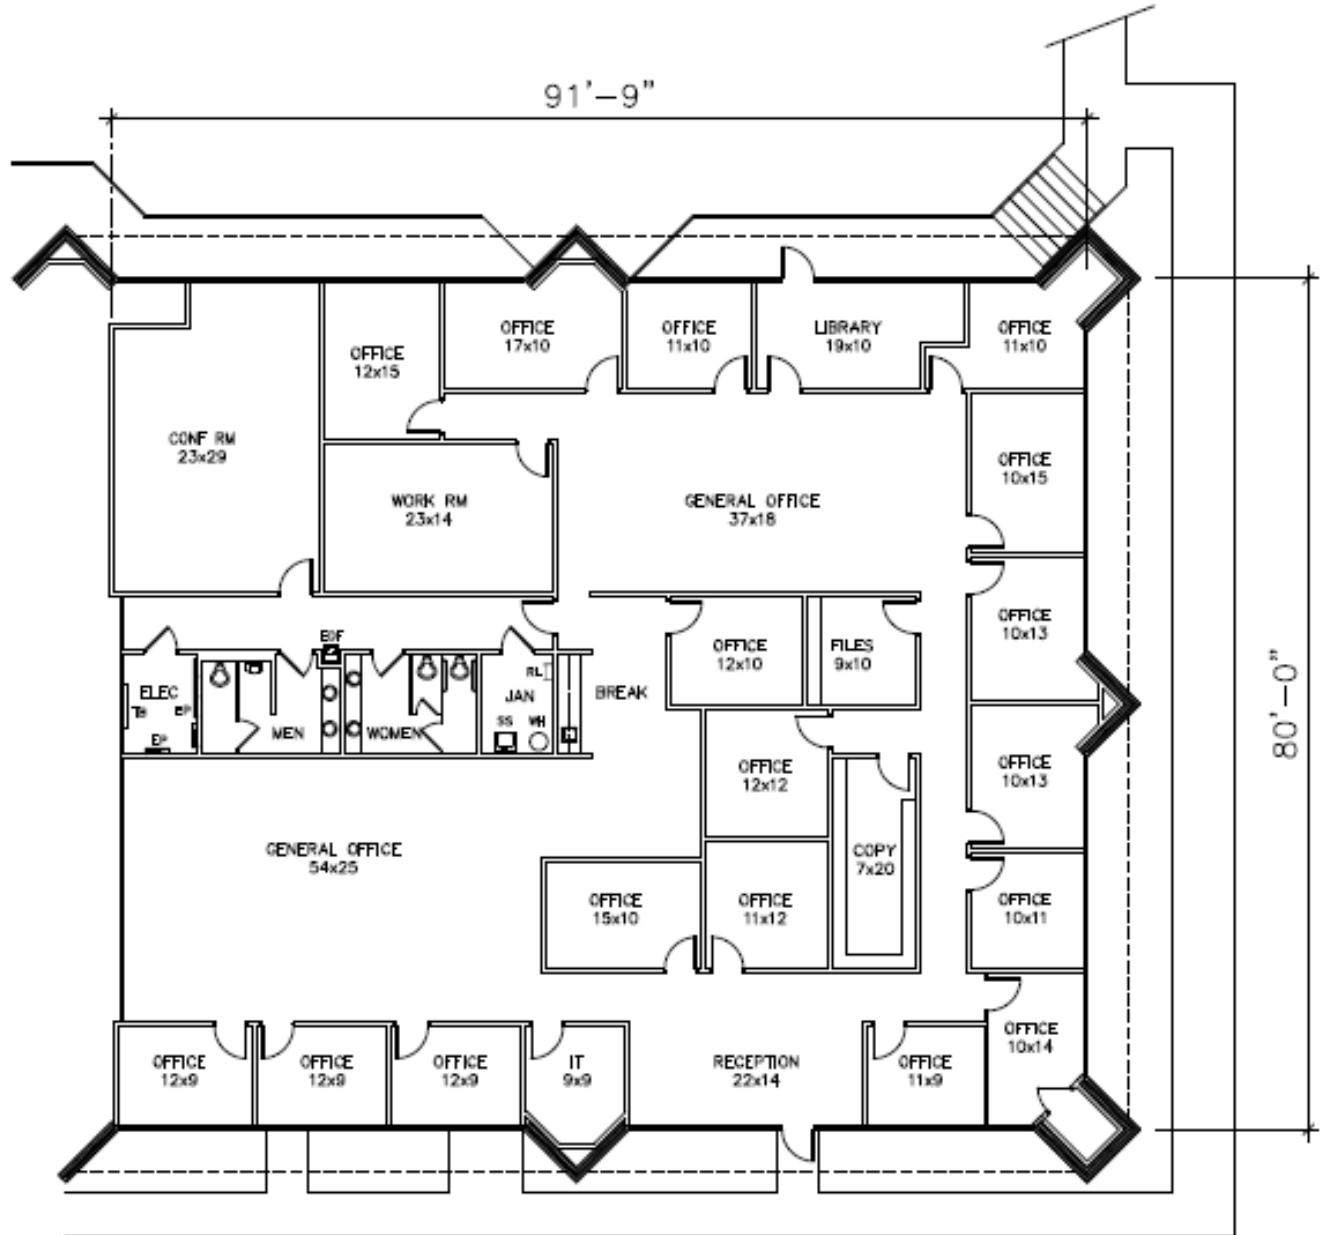 91'-9"
OFFICE
17x10
OFFICE
11x10
LIBRARY
19x10
OFFICE
11x10
OFFICE
12x15
CONF RM
23x29
OFFICE
10x15
WORK RM
23x14
GENERAL OFFICE
37x18
OFFICE
10x13
EDF
OFFICE
12x10
FILES
9x10
RL
ELEC
JAN
BREAK
TB
EP
SS
WH
EP
MEN
WOMEN
80'-0"
OFFICE
12x12
OFFICE
10x13
GENERAL OFFICE
54x25
COPY
7x20
OFFICE
15x10
OFFICE
11x12
OFFICE
10x11
OFFICE
10x14
OFFICE
12x9
OFFICE
12x9
OFFICE
12x9
IT
9x9
RECEPTION
22x14
OFFICE
11x9